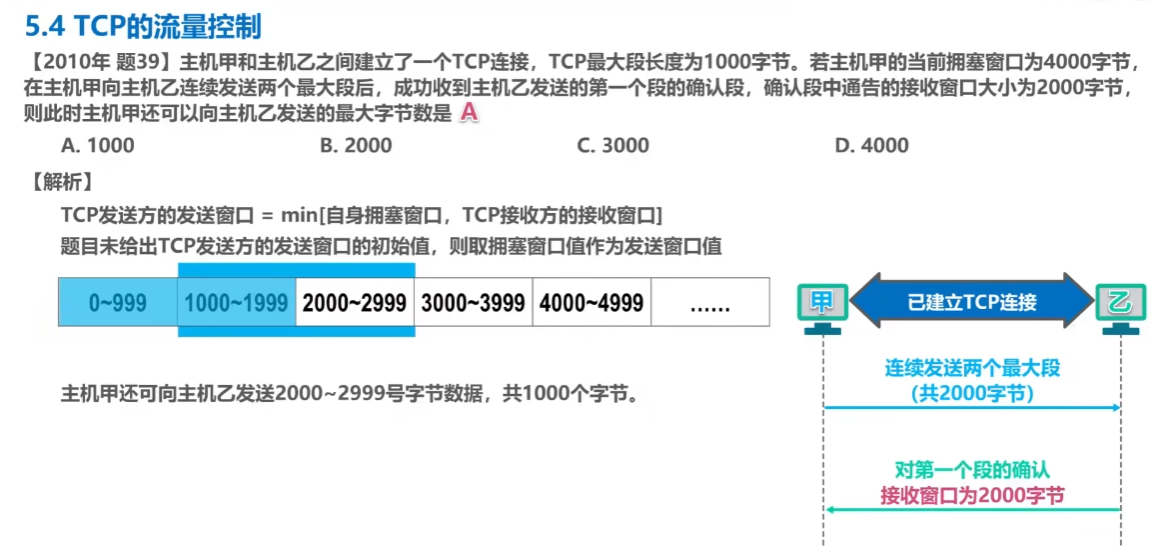 5.4 TCP的流量控制
【2010年 题39】主机甲和主机乙之间建立了一个TCP连接，TCP最大段长度为1000字节。若主机甲的当前拥塞窗口为4000字节，
在主机甲向主机乙连续发送两个最大段后，成功收到主机乙发送的第一个段的确认段，确认段中通告的接收窗口大小为2000字节，
则此时主机甲还可以向主机乙发送的最大字节数是 A
A. 1000 B. 2000 C. 3000 D. 4000
【解析】
TCP发送方的发送窗口 = min[自身拥塞窗口，TCP接收方的接收窗口]
题目未给出TCP发送方的发送窗口的初始值，则取拥塞窗口值作为发送窗口值
0~999 1000~1999 2000~2999 3000~3999 4000~4999 ……
主机甲还可向主机乙发送2000~2999号字节数据，共1000个字节。
甲 已建立TCP连接 乙
连续发送两个最大段
(共2000字节)
对第一个段的确认
接收窗口为2000字节